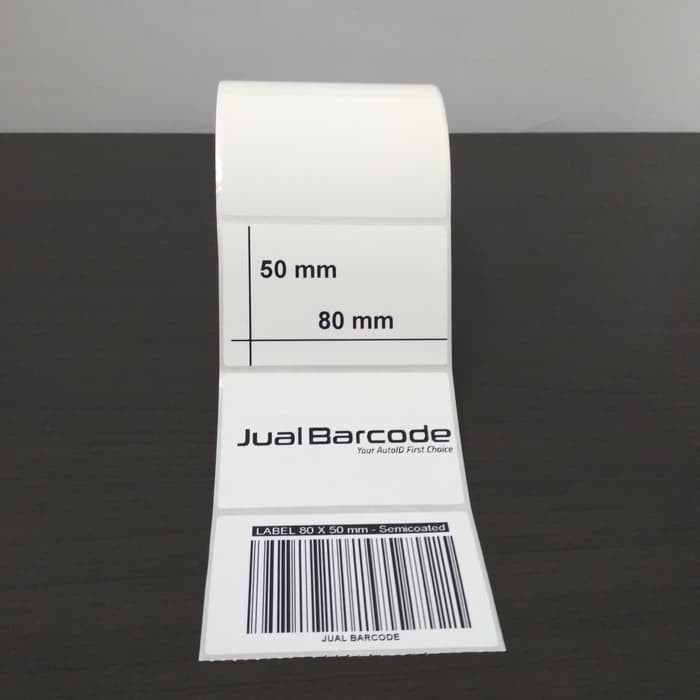 50 mm
80 mm
Jual Barcode
Your AutoID First Choice
LABEL 80 X 50 mm - Semicoated
JUAL BARCODE